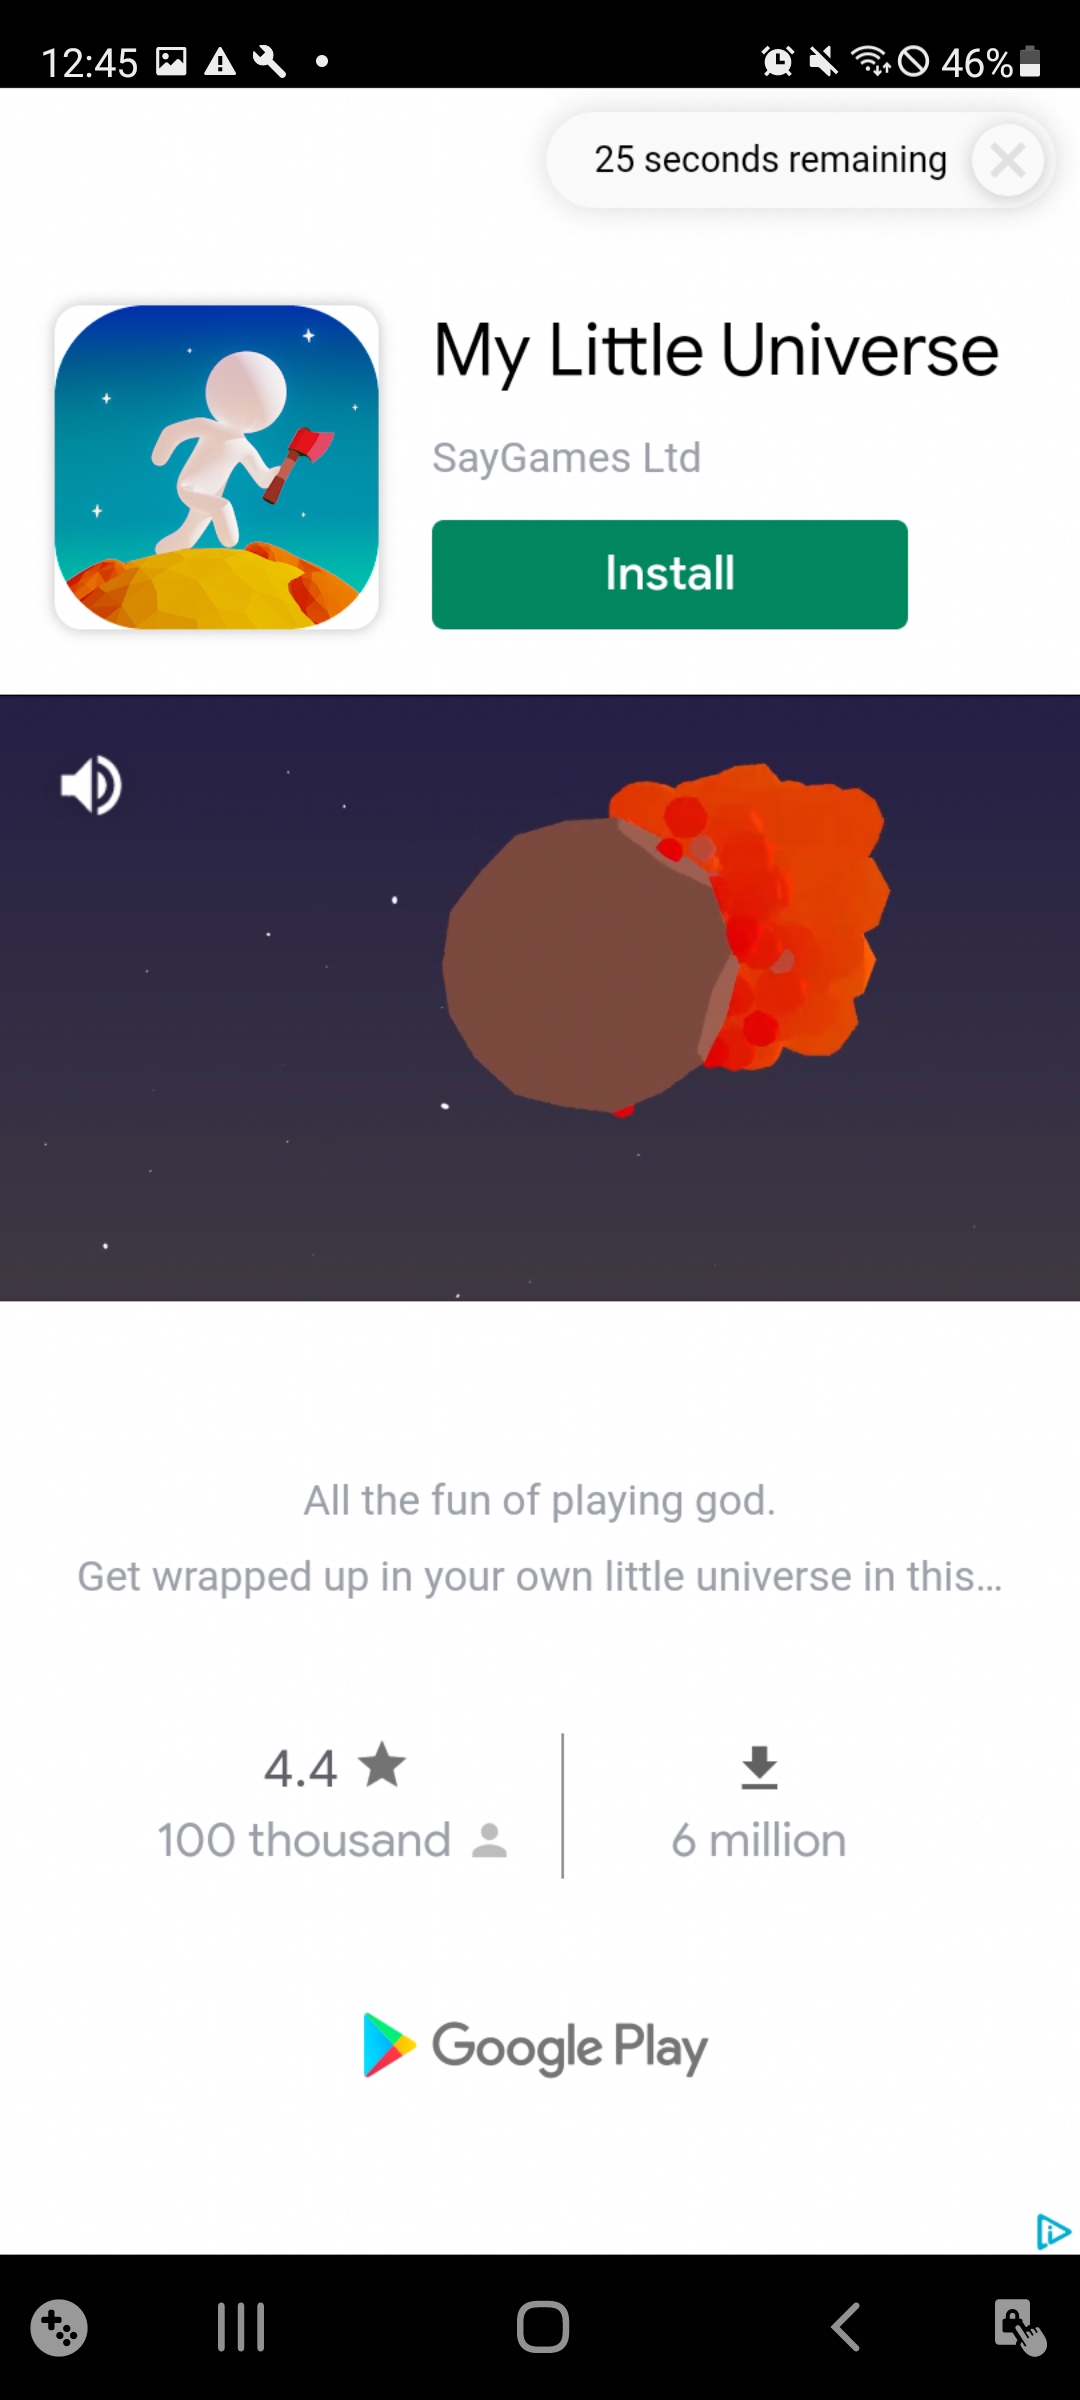 12:45
46%
25 seconds remaining
My Little Universe
SayGames Ltd
Install
All the fun of playing god.
Get wrapped up in your own little universe in this...
4.4
100 thousand
6 million
Google Play